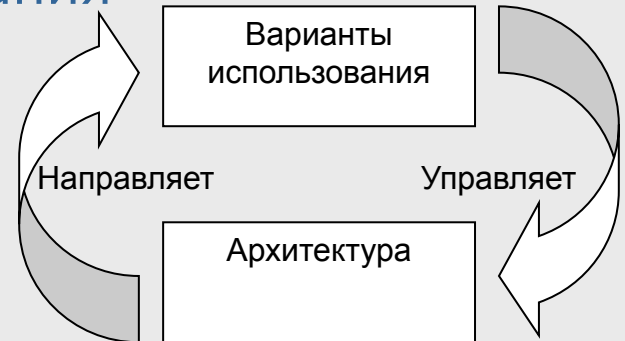 Варианты
использования
Направляет
Управляет
Архитектура